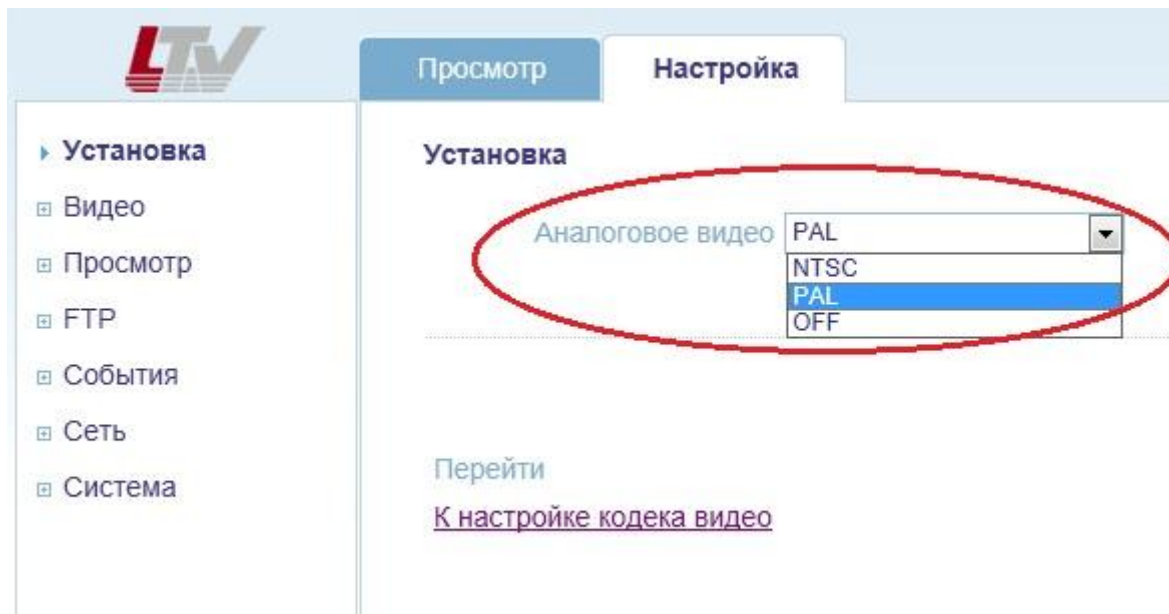 LTV
Просмотр
Настройка
Установка
Видео
Просмотр
FTP
События
Сеть
Система
Установка
Аналоговое видео PAL
NTSC
PAL
OFF
Перейти
К настройке кодека видео